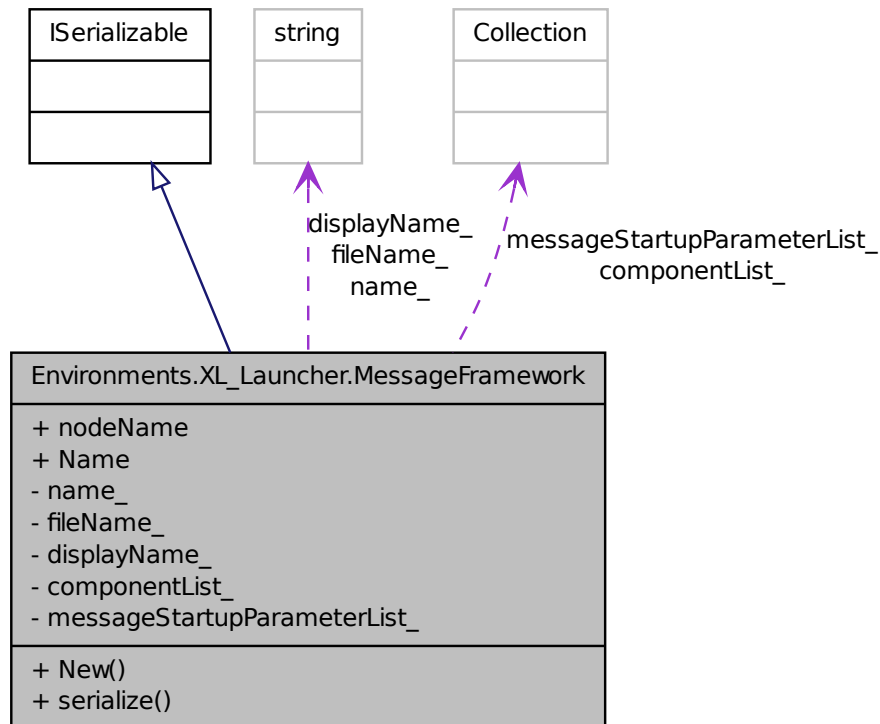 ISerializable
string
Collection
displayName_
fileName_
name_
messageStartupParameterList_
componentList_
Environments.XL_Launcher.MessageFramework
+ nodeName
+ Name
- name_
- fileName_
- displayName_
- componentList_
- messageStartupParameterList_
+ New()
+ serialize()